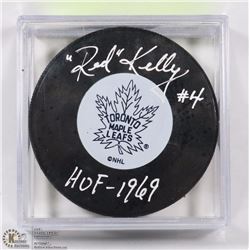 "Red" Kelly
#4
TORONTO
MAPLE
LEAFS
©NHL
HOF-1969